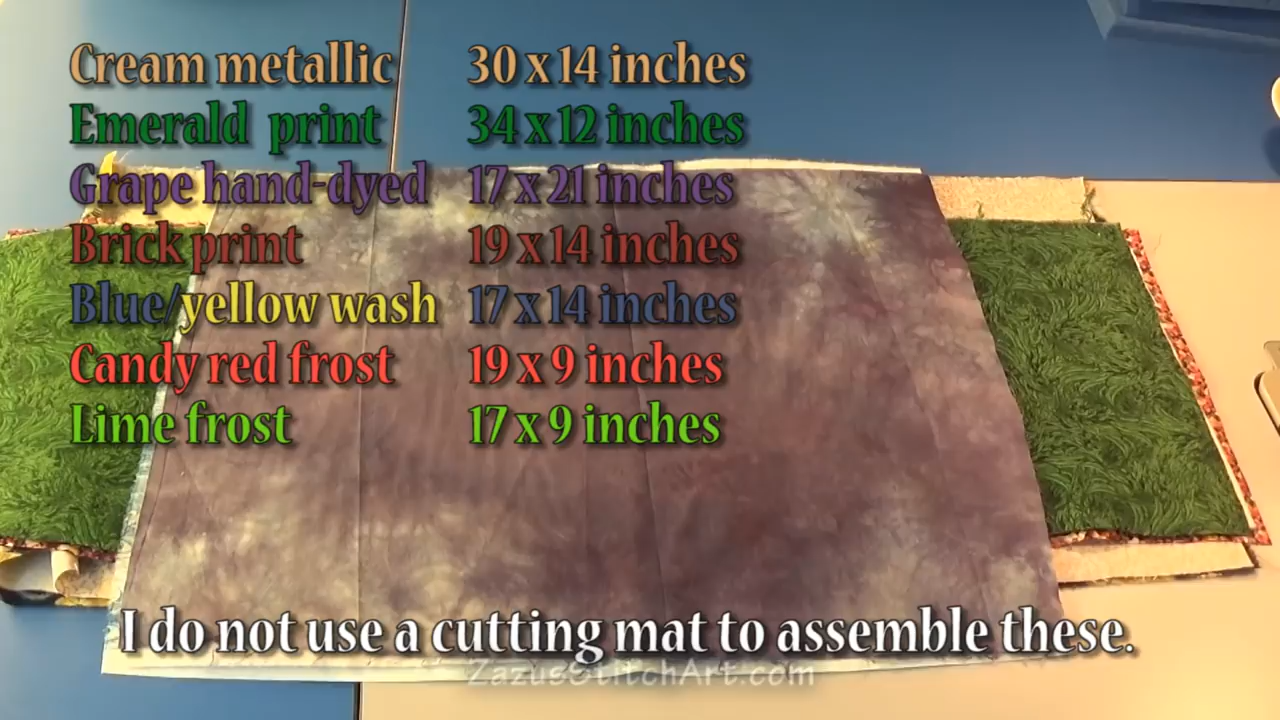 Cream metallic 30 x 14 inches
Emerald print 34 x 12 inches
Grape hand-dyed 17 x 21 inches
Brick print 19 x 14 inches
Blue/yellow wash 17 x 14 inches
Candy red frost 19 x 9 inches
Lime frost 17 x 9 inches
I do not use a cutting mat to assemble these.
ZazusStitchArt.com